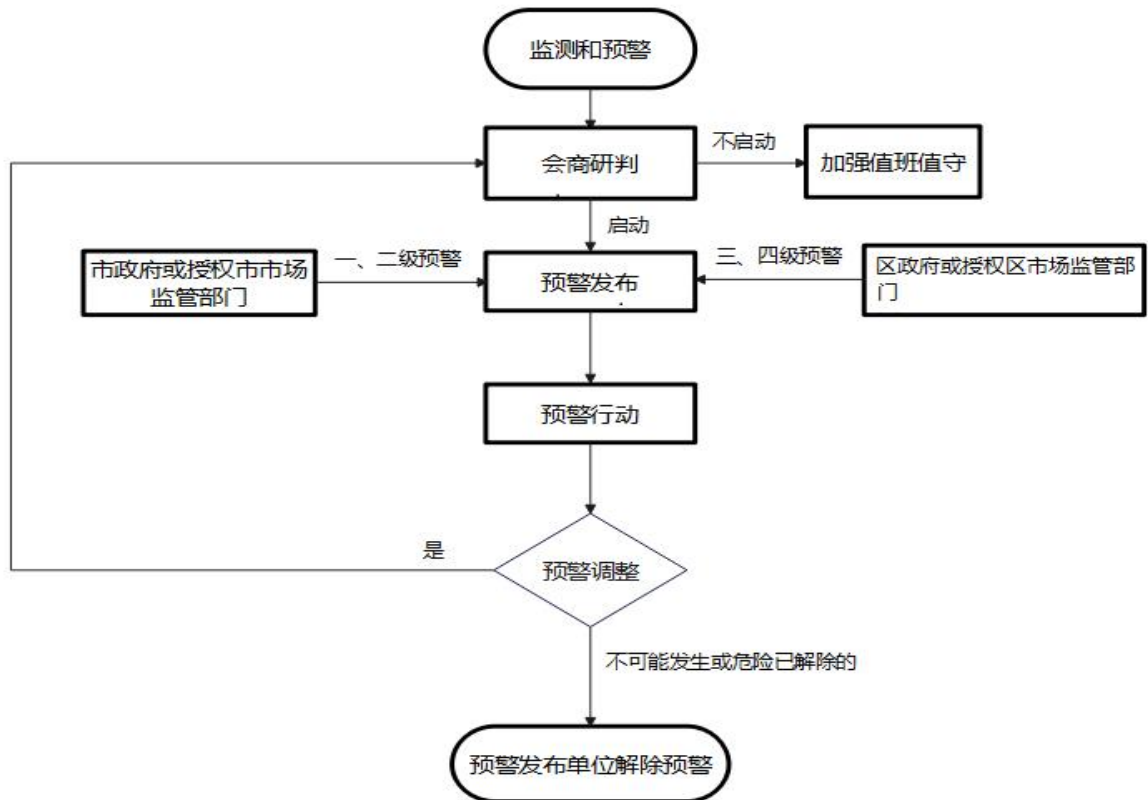 监测和预警
会商研判
不启动
加强值班值守
启动
市政府或授权市市场
监管部门
一、二级预警
预警发布
三、四级预警
区政府或授权区市场监管部
门
预警行动
是
预警调整
不可能发生或危险已解除的
预警发布单位解除预警